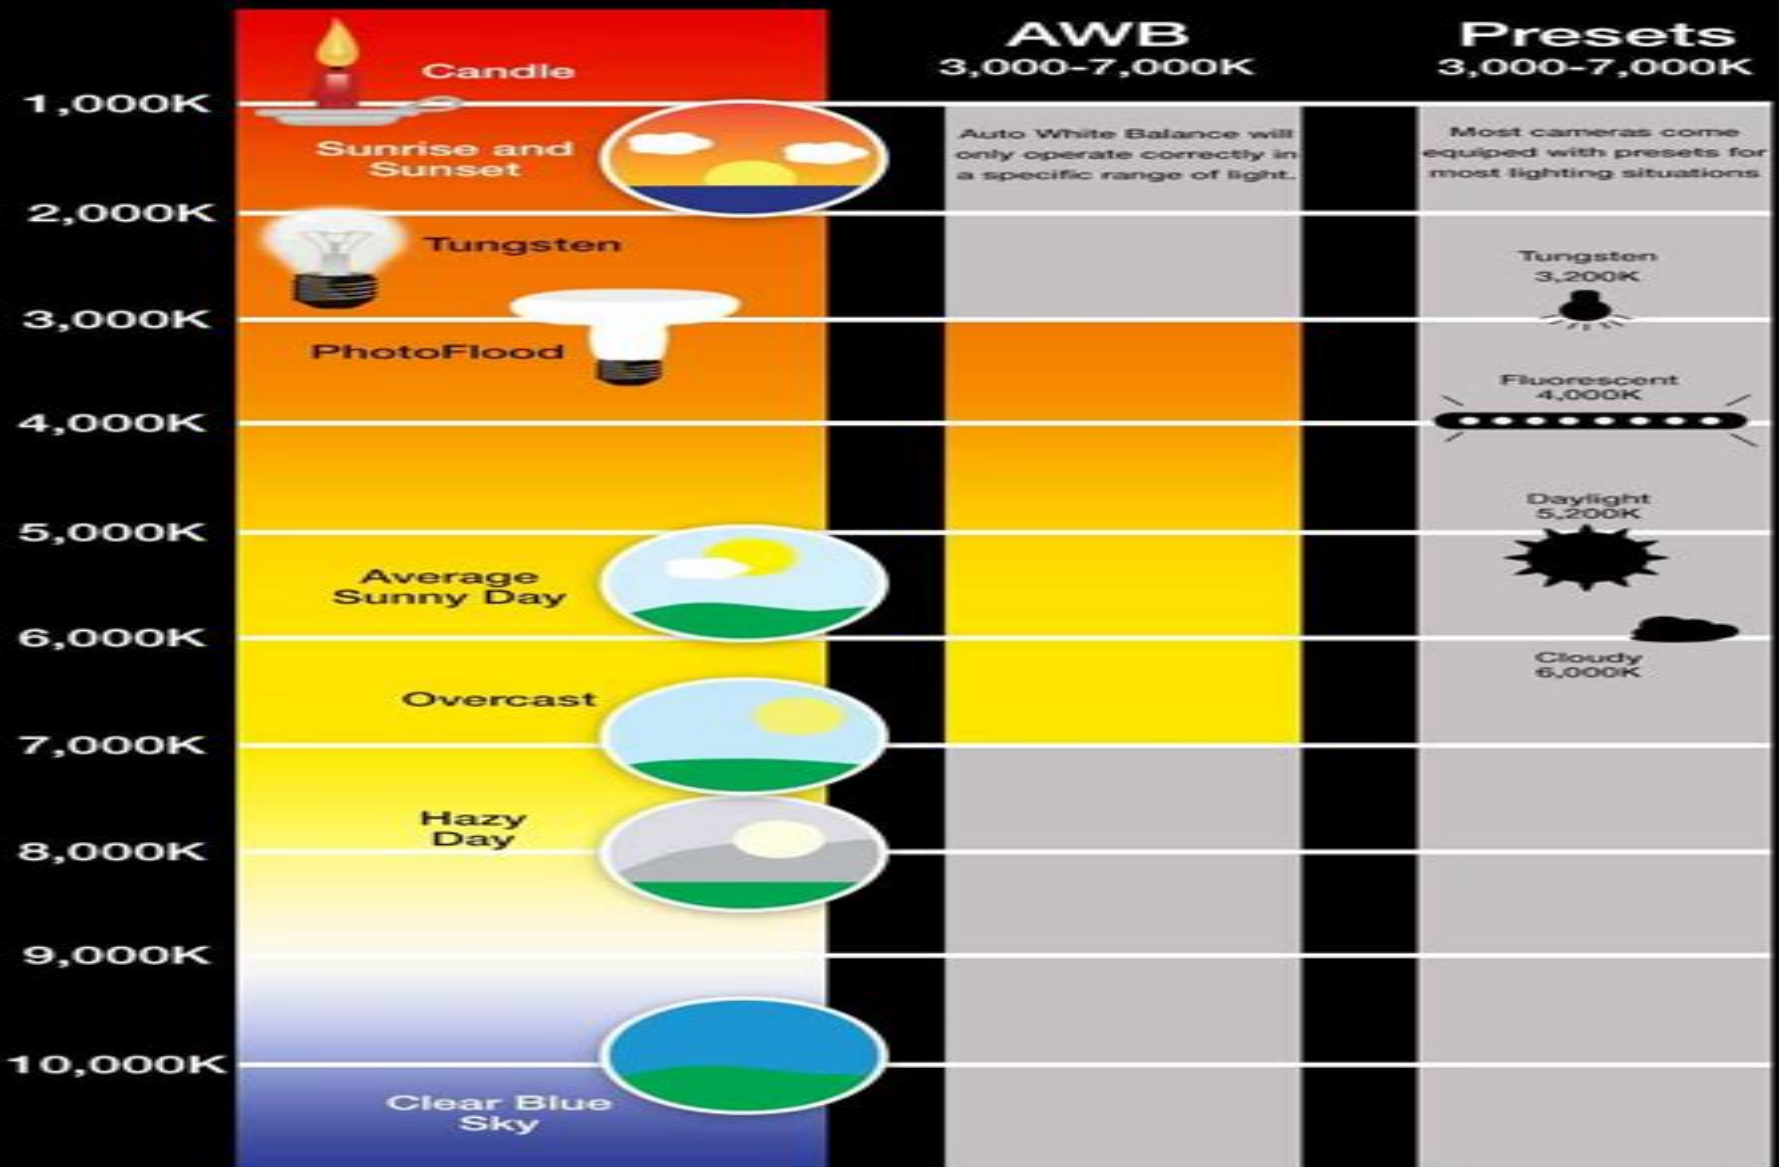 Candle
Sunrise and
Sunset
Tungsten
PhotoFlood
Average
Sunny Day
Overcast
Hazy
Day
Clear Blue
Sky
1,000K
2,000K
3,000K
4,000K
5,000K
6,000K
7,000K
8,000K
9,000K
10,000K
AWB
3,000-7,000K
Auto White Balance will
only operate correctly in
a specific range of light.
Presets
3,000-7,000K
Most cameras come
equiped with presets for
most lighting situations
Tungsten
3,200K
Fluorescent
4,000K
Daylight
5,200K
Cloudy
6,000K